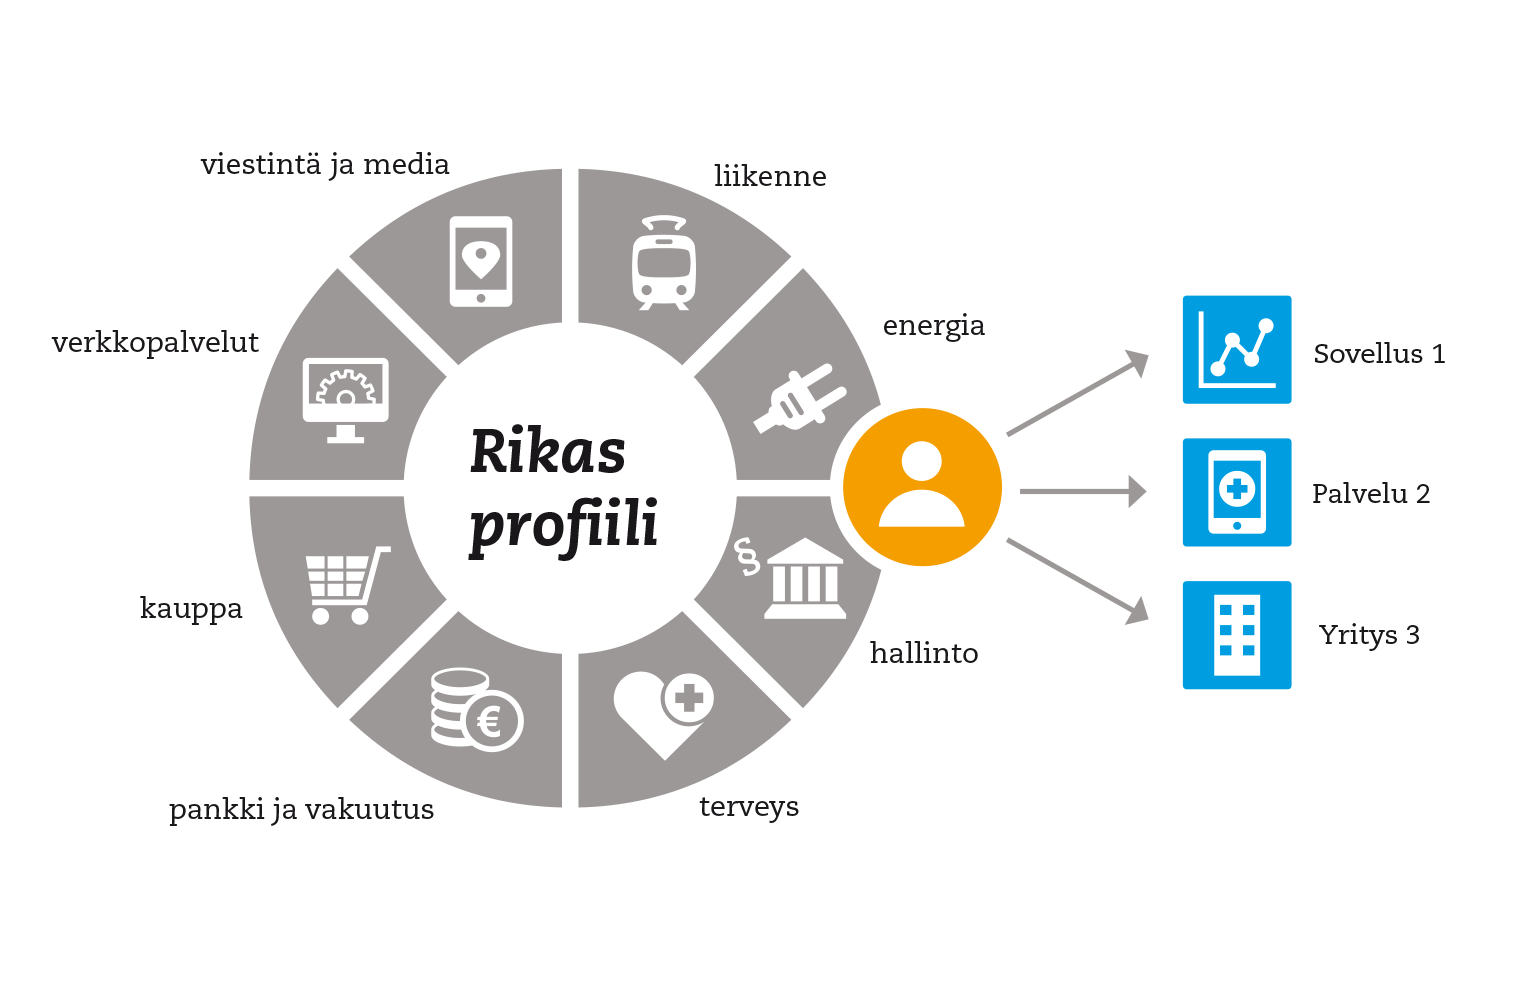 viestintä ja media
liikenne
verkkopalvelut
energia
Sovellus 1
Rikas
profiili
Palvelu 2
§
kauppa
Yritys 3
hallinto
€
pankki ja vakuutus
terveys